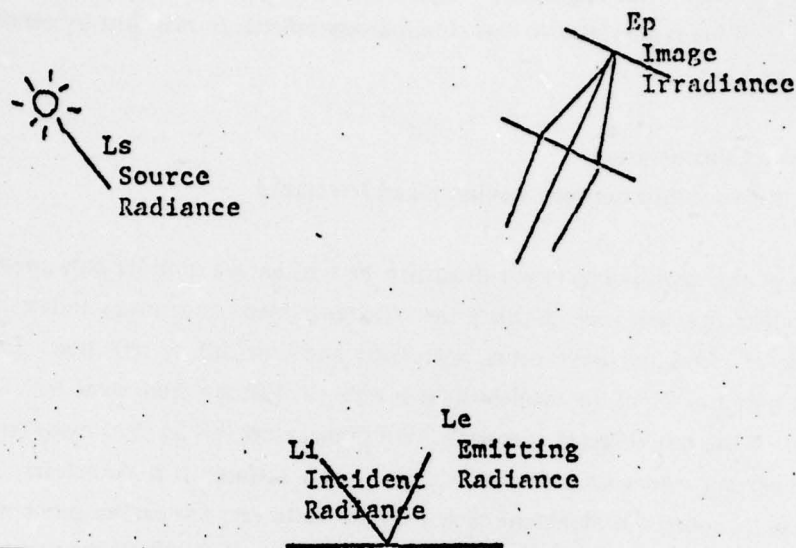 Ep
Image
Irradiance
Ls
Source
Radiance
Le
Emitting
Radiance
Li
Incident
Radiance